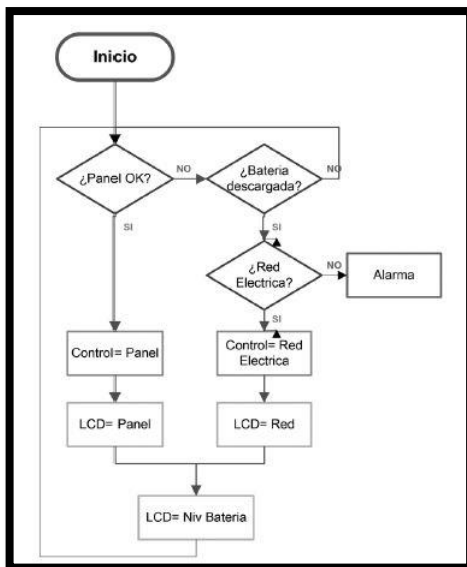 Inicio
¿Panel OK?
NO
¿Bateria
descargada?
NO
SI
SI
¿Red
Electrica?
NO
Alarma
SI
Control= Panel
Control= Red
Electrica
LCD= Panel
LCD= Red
LCD= Niv Bateria